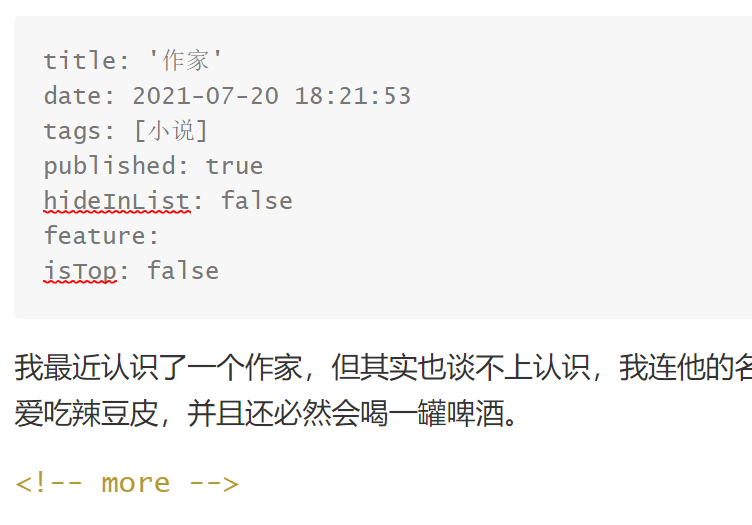 title: '作家'
date: 2021-07-20 18:21:53
tags: [小说]
published: true
hideInList: false
feature:
isTop: false
我最近认识了一个作家，但其实也谈不上认识，我连他的名
爱吃辣豆皮，并且还必然会喝一罐啤酒。
<!-- more -->